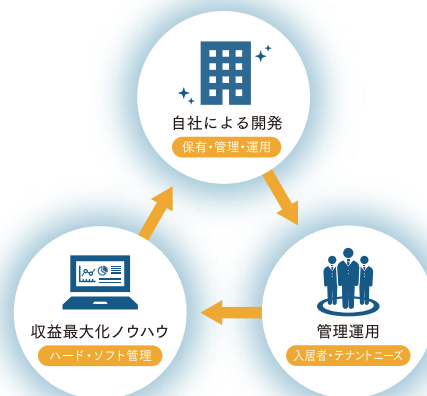 自社による開発
保有・管理・運用
収益最大化ノウハウ
ハード・ソフト管理
管理運用
入居者・テナントニーズ